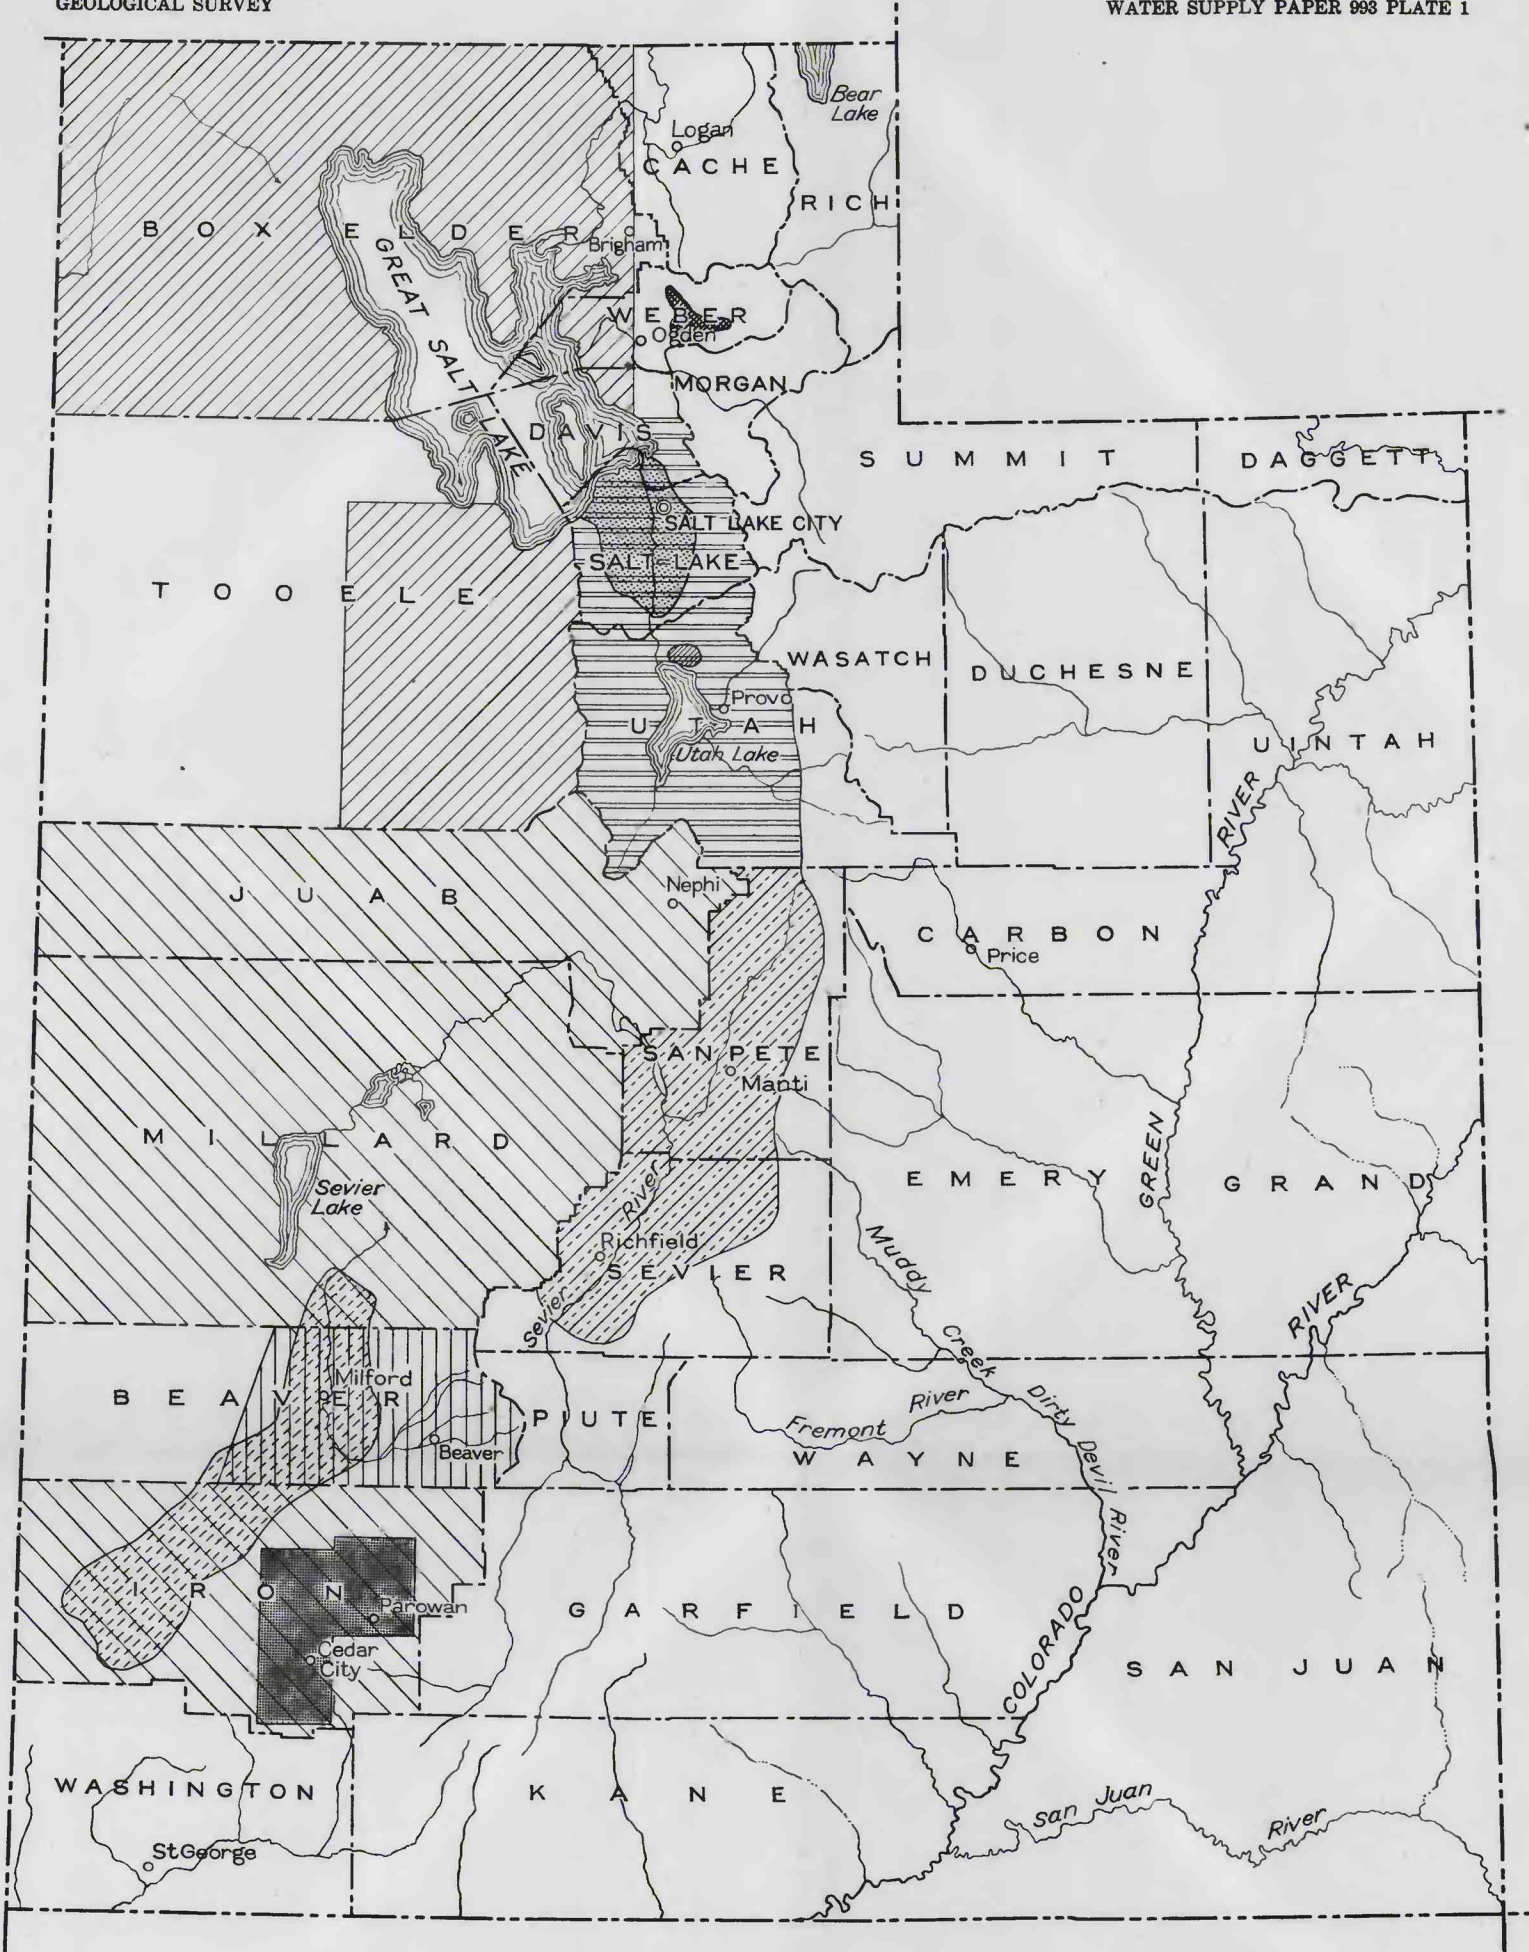 GEOLOGICAL SURVEY
WATER SUPPLY PAPER 993 PLATE 1
Bear
Lake
Logan
CACHE
RICH
BOX ELDER
Brigham
GREAT SALT LAKE
WEBER
Ogden
MORGAN
DAVIS
SUMMIT
DAGGETT
SALT LAKE CITY
SALT LAKE
TOOELE
WASATCH
DUCHESNE
Provo
UTAH
Utah Lake
UINTAH
RIVER
JUAB
Nephi
CARBON
Price
SANPETE
Manti
MILLARD
Sevier
Lake
River
GREEN
EMERY
GRAND
Richfield
SEVIER
Sevier
Muddy
Creek
RIVER
BEAVER
Milford
Beaver
PIUTE
Fremont
River
Dirty
Devil
River
WAYNE
IRON
Parowan
Cedar
City
GARFIELD
COLORADO
SAN JUAN
WASHINGTON
St George
KANE
San Juan
River